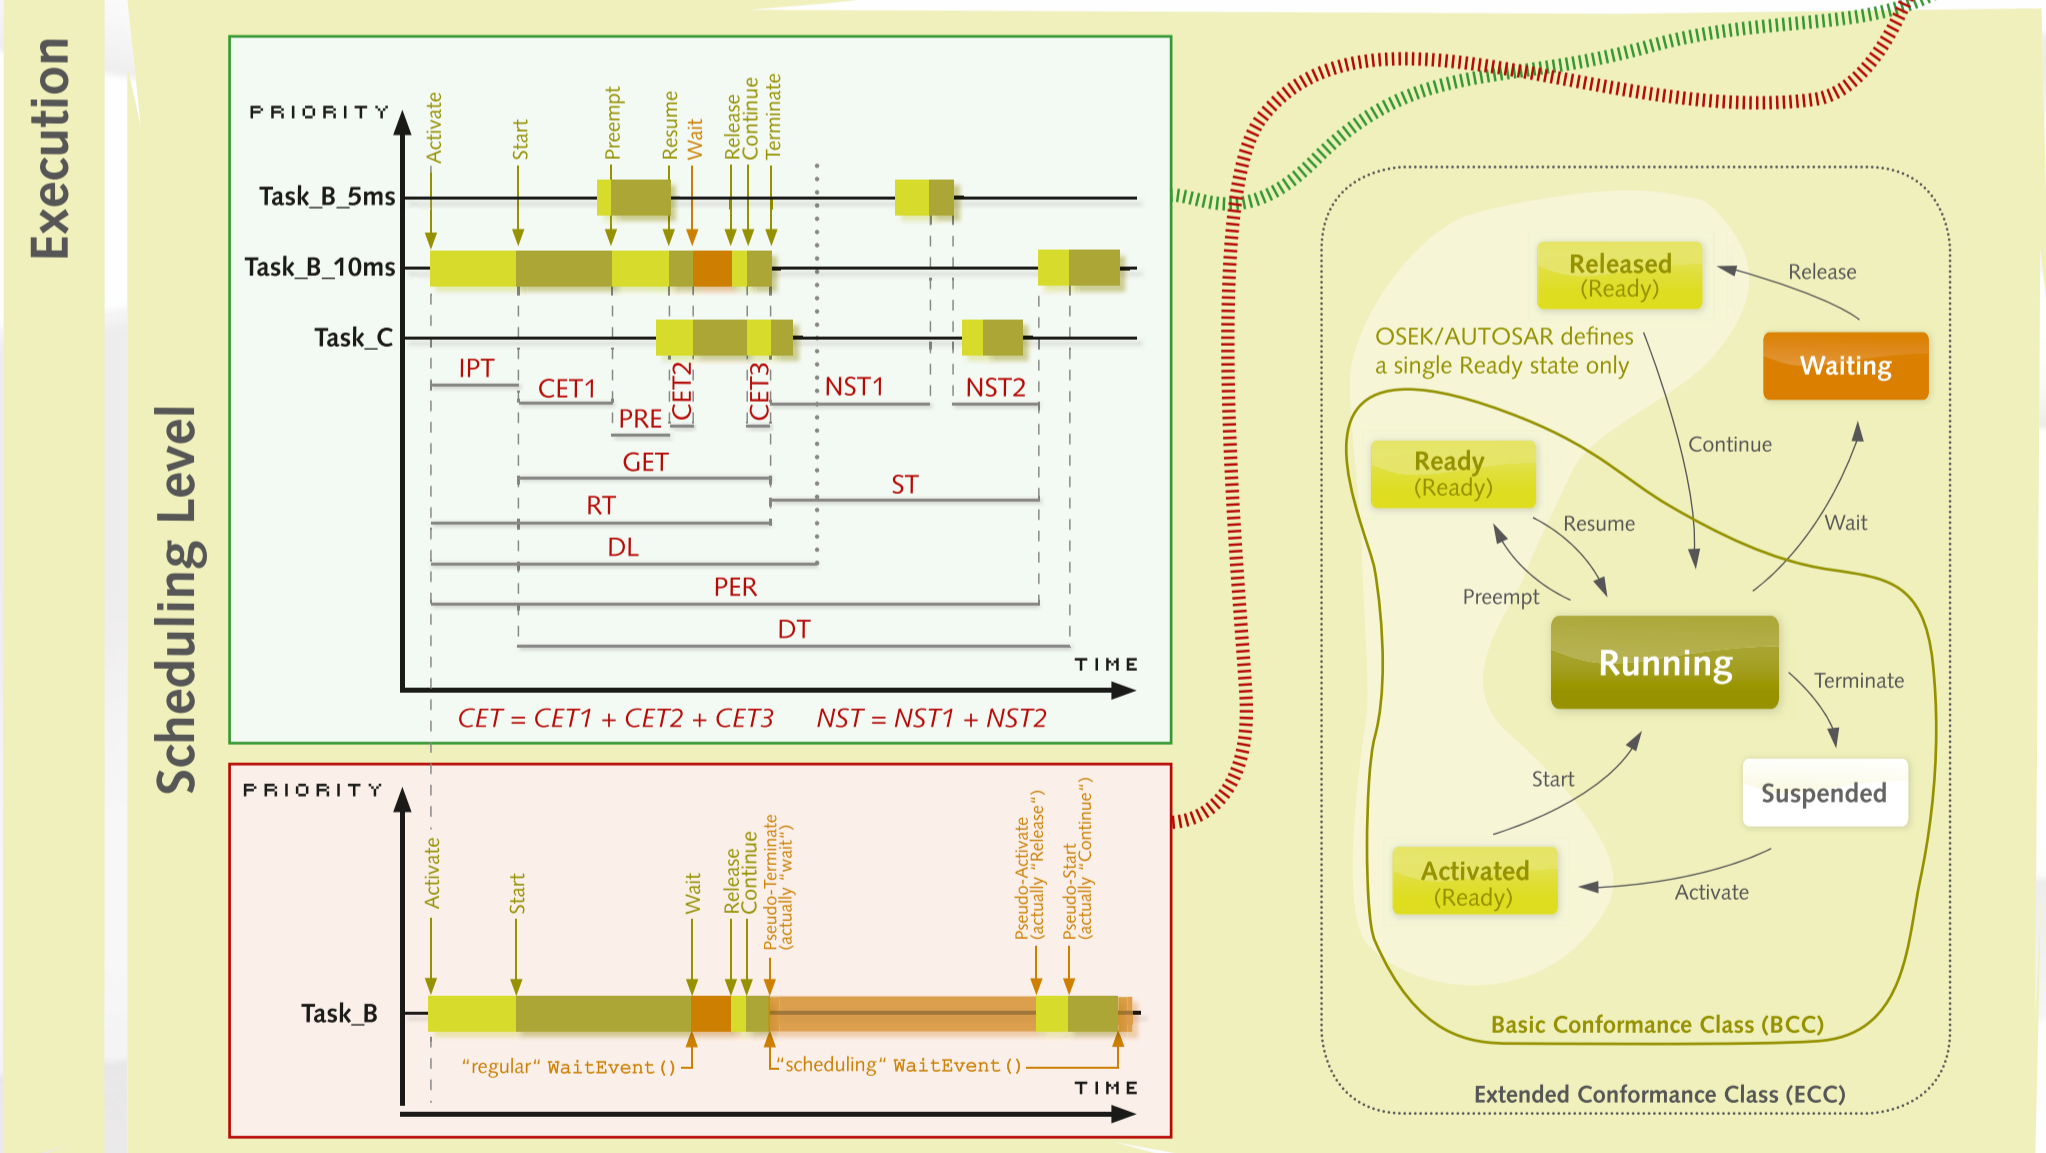 Execution
Scheduling Level
PRIORITY
Activate
Start
Preempt
Resume
Wait
Release
Continue
Terminate
Task_B_5ms
Task_B_10ms
Task_C
IPT
CET1
PRE
CET2
CET3
NST1
NST2
GET
ST
RT
DL
PER
DT
TIME
CET = CET1 + CET2 + CET3
NST = NST1 + NST2
PRIORITY
Activate
Start
Wait
Release
Continue
Pseudo-Terminate
(actually “wait“)
Pseudo-Activate
(actually “Release“)
Pseudo-Start
(actually “Continue“)
Task_B
“regular“ WaitEvent()
“scheduling“ WaitEvent()
TIME
Released
(Ready)
Release
OSEK/AUTOSAR defines
a single Ready state only
Waiting
Continue
Ready
(Ready)
Resume
Wait
Preempt
Running
Terminate
Start
Suspended
Activated
(Ready)
Activate
Basic Conformance Class (BCC)
Extended Conformance Class (ECC)